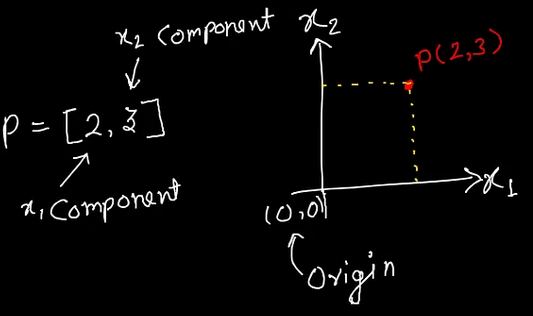 x₂ component
P = [2, 3]
x₁ component
x₂
P(2,3)
x₁
(0,0)
Origin